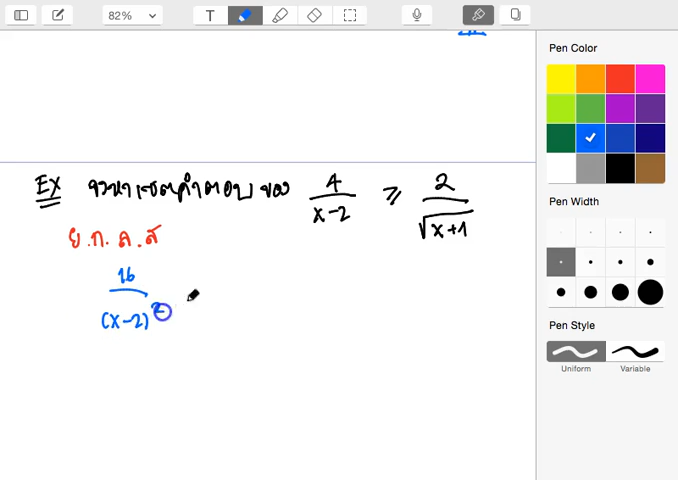 82%
T
Pen Color
EX จงหาเซตคำตอบ ของ 4/(x-2) ⩾ 2/√(x+1)
ย.ก.ล.ส
16/(x-2)²
Pen Width
Pen Style
Uniform
Variable